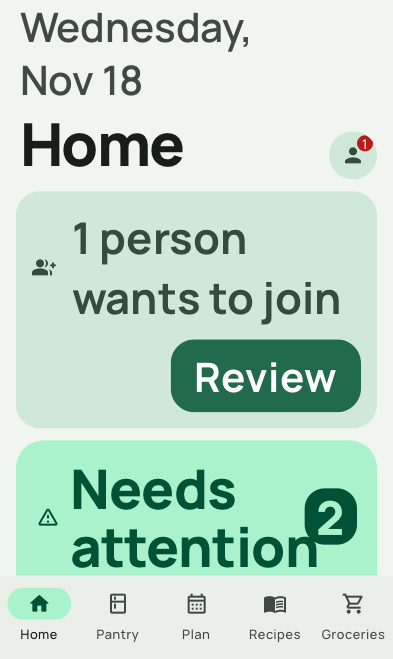 Wednesday,
Nov 18
Home
1
1 person
wants to join
Review
Needs
attention
2
Home
Pantry
Plan
Recipes
Groceries